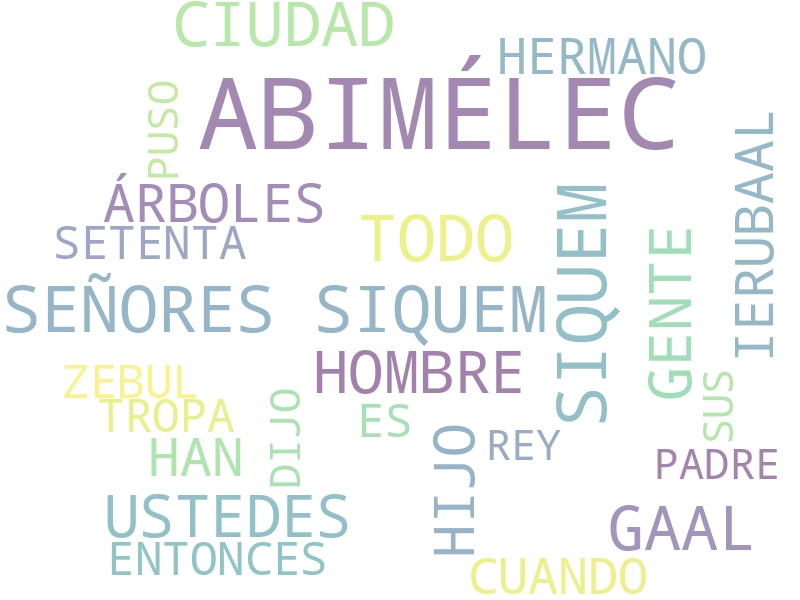 CIUDAD
HERMANO
PUSO
ABIMÉLEC
IERUBAAL
ÁRBOLES
SETENTA
TODO
SIQUEM
GENTE
SEÑORES
SIQUEM
HOMBRE
ZEBUL
TROPA
DIJO
ES
SUS
HAN
HIJO
REY
PADRE
USTEDES
GAAL
ENTONCES
CUANDO